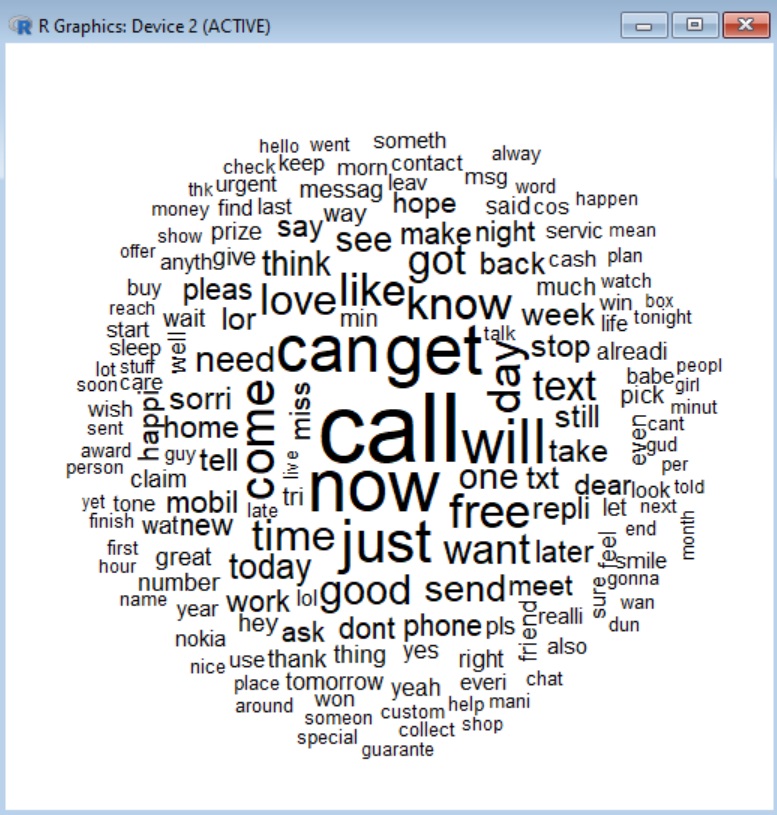 R Graphics: Device 2 (ACTIVE)
hello went someth
check keep morn contact alway
thk urgent messag leav msg word
money find last way hope said cos happen
show prize say see make night servic mean
offer anyth give think got back cash plan
buy pleas love like know much watch
reach wait lor min week win box
start life tonight
sleep well need can get talk day stop alreadi
lot stuff babe peopl
soon care happi sorri come miss text pick girl
wish call still minut
sent home will take even cant
award guy tell live gud
person claim now one txt dear look told per
yet tone mobil late tri free repli let next
finish wat new time just end month
first great want later feel smile
hour today
number good send meet sure gonna
name year work lol friend realli wan
nokia hey ask dont phone pls dun
nice use thank thing yes right also
place tomorrow yeah everi chat
around won custom help mani
someon collect shop
special guarante